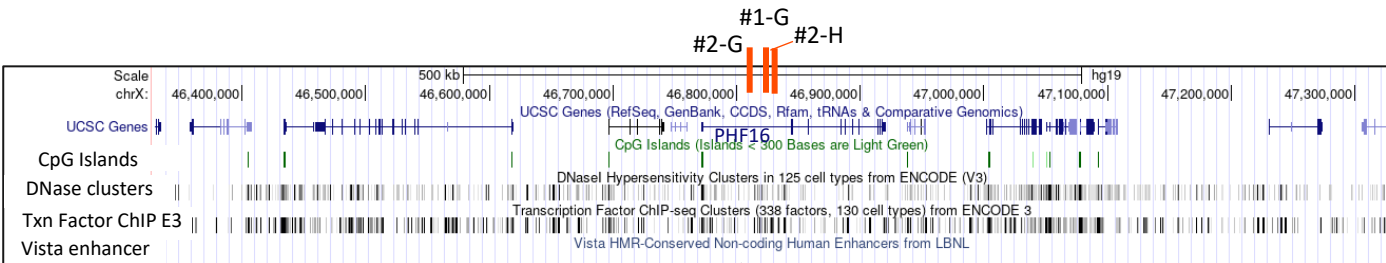 #1-G
#2-G
#2-H
Scale 500 kb hg19
chrX: 46,400,000 46,500,000 46,600,000 46,700,000 46,800,000 46,900,000 47,000,000 47,100,000 47,200,000 47,300,000
UCSC Genes (RefSeq, GenBank, CCDS, Rfam, tRNAs & Comparative Genomics)
UCSC Genes
PHF16
CpG Islands (Islands < 300 Bases are Light Green)
CpG Islands
DNaseI Hypersensitivity Clusters in 125 cell types from ENCODE (V3)
DNase clusters
Transcription Factor ChIP-seq Clusters (338 factors, 130 cell types) from ENCODE 3
Txn Factor ChIP E3
Vista HMR-Conserved Non-coding Human Enhancers from LBNL
Vista enhancer